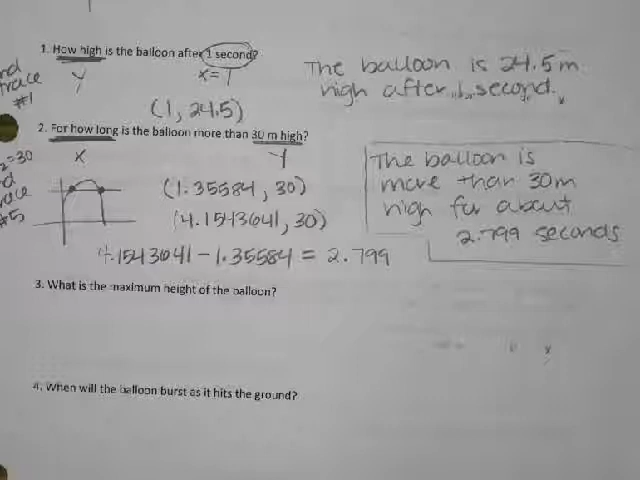 1. How high is the balloon after 1 second?
Y x=1
trace
#1
(1, 24.5)
The balloon is 24.5m
high after 1 second.
2. For how long is the balloon more than 30 m high?
=30 X Y
#5
(1.35584, 30)
(4.1543041, 30)
4.1543041 - 1.35584 = 2.799
The balloon is
more than 30m
high for about
2.799 seconds
3. What is the maximum height of the balloon?
4. When will the balloon burst as it hits the ground?